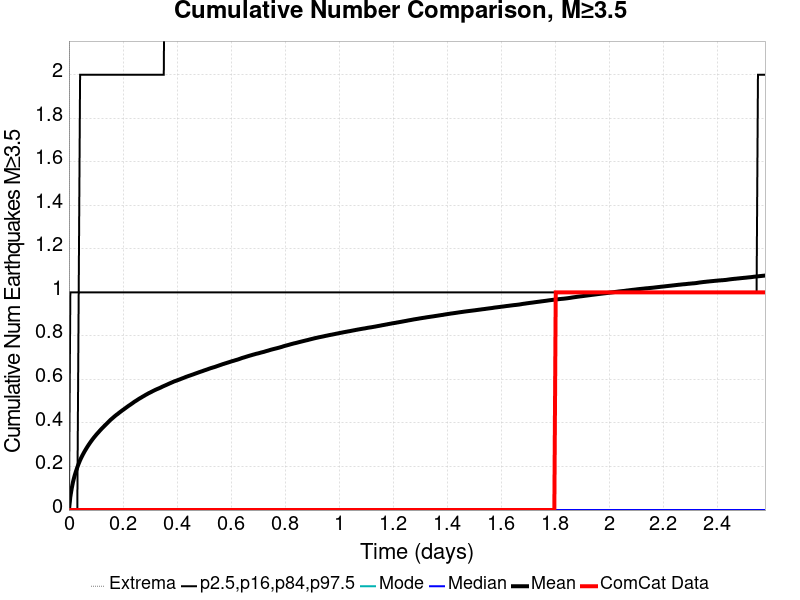 Cumulative Number Comparison, M≥3.5
Cumulative Num Earthquakes M≥3.5
2
1.8
1.6
1.4
1.2
1
0.8
0.6
0.4
0.2
0
0 0.2 0.4 0.6 0.8 1 1.2 1.4 1.6 1.8 2 2.2 2.4
Time (days)
Extrema p2.5,p16,p84,p97.5 Mode Median Mean ComCat Data